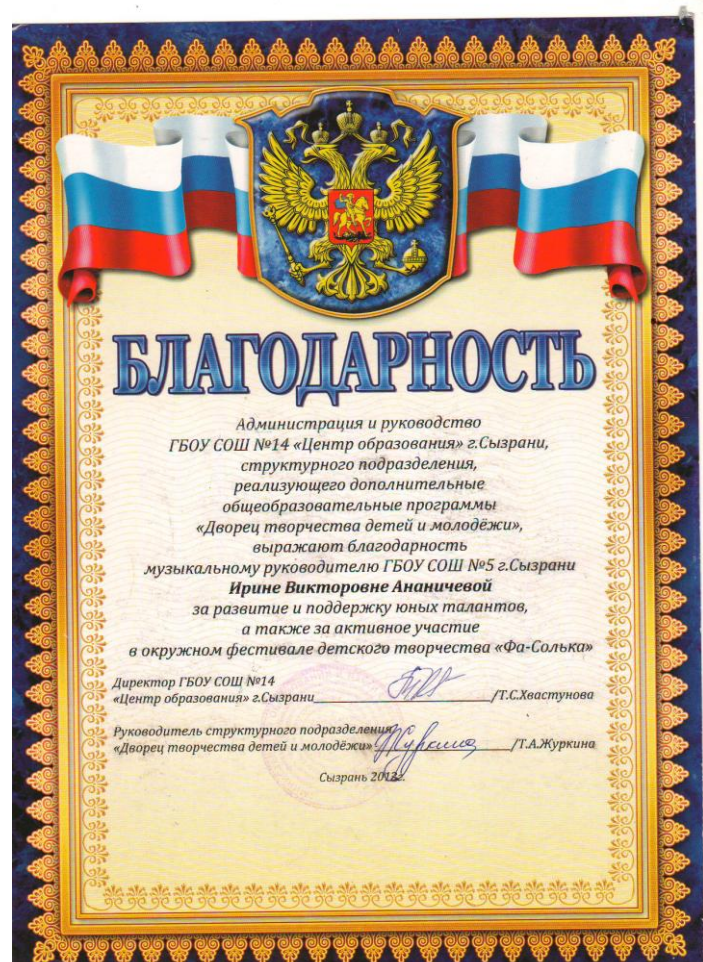 БЛАГОДАРНОСТЬ
Администрация и руководство
ГБОУ СОШ №14 «Центр образования» г.Сызрани,
структурного подразделения,
реализующего дополнительные
общеобразовательные программы
«Дворец творчества детей и молодёжи»,
выражают благодарность
музыкальному руководителю ГБОУ СОШ №5 г.Сызрани
Ирине Викторовне Ананичевой
за развитие и поддержку юных талантов,
а также за активное участие
в окружном фестивале детского творчества «Фа-Солька»
Директор ГБОУ СОШ №14
«Центр образования» г.Сызрани /Т.С.Хвастунова
Руководитель структурного подразделения
«Дворец творчества детей и молодёжи» /Т.А.Журкина
Сызрань